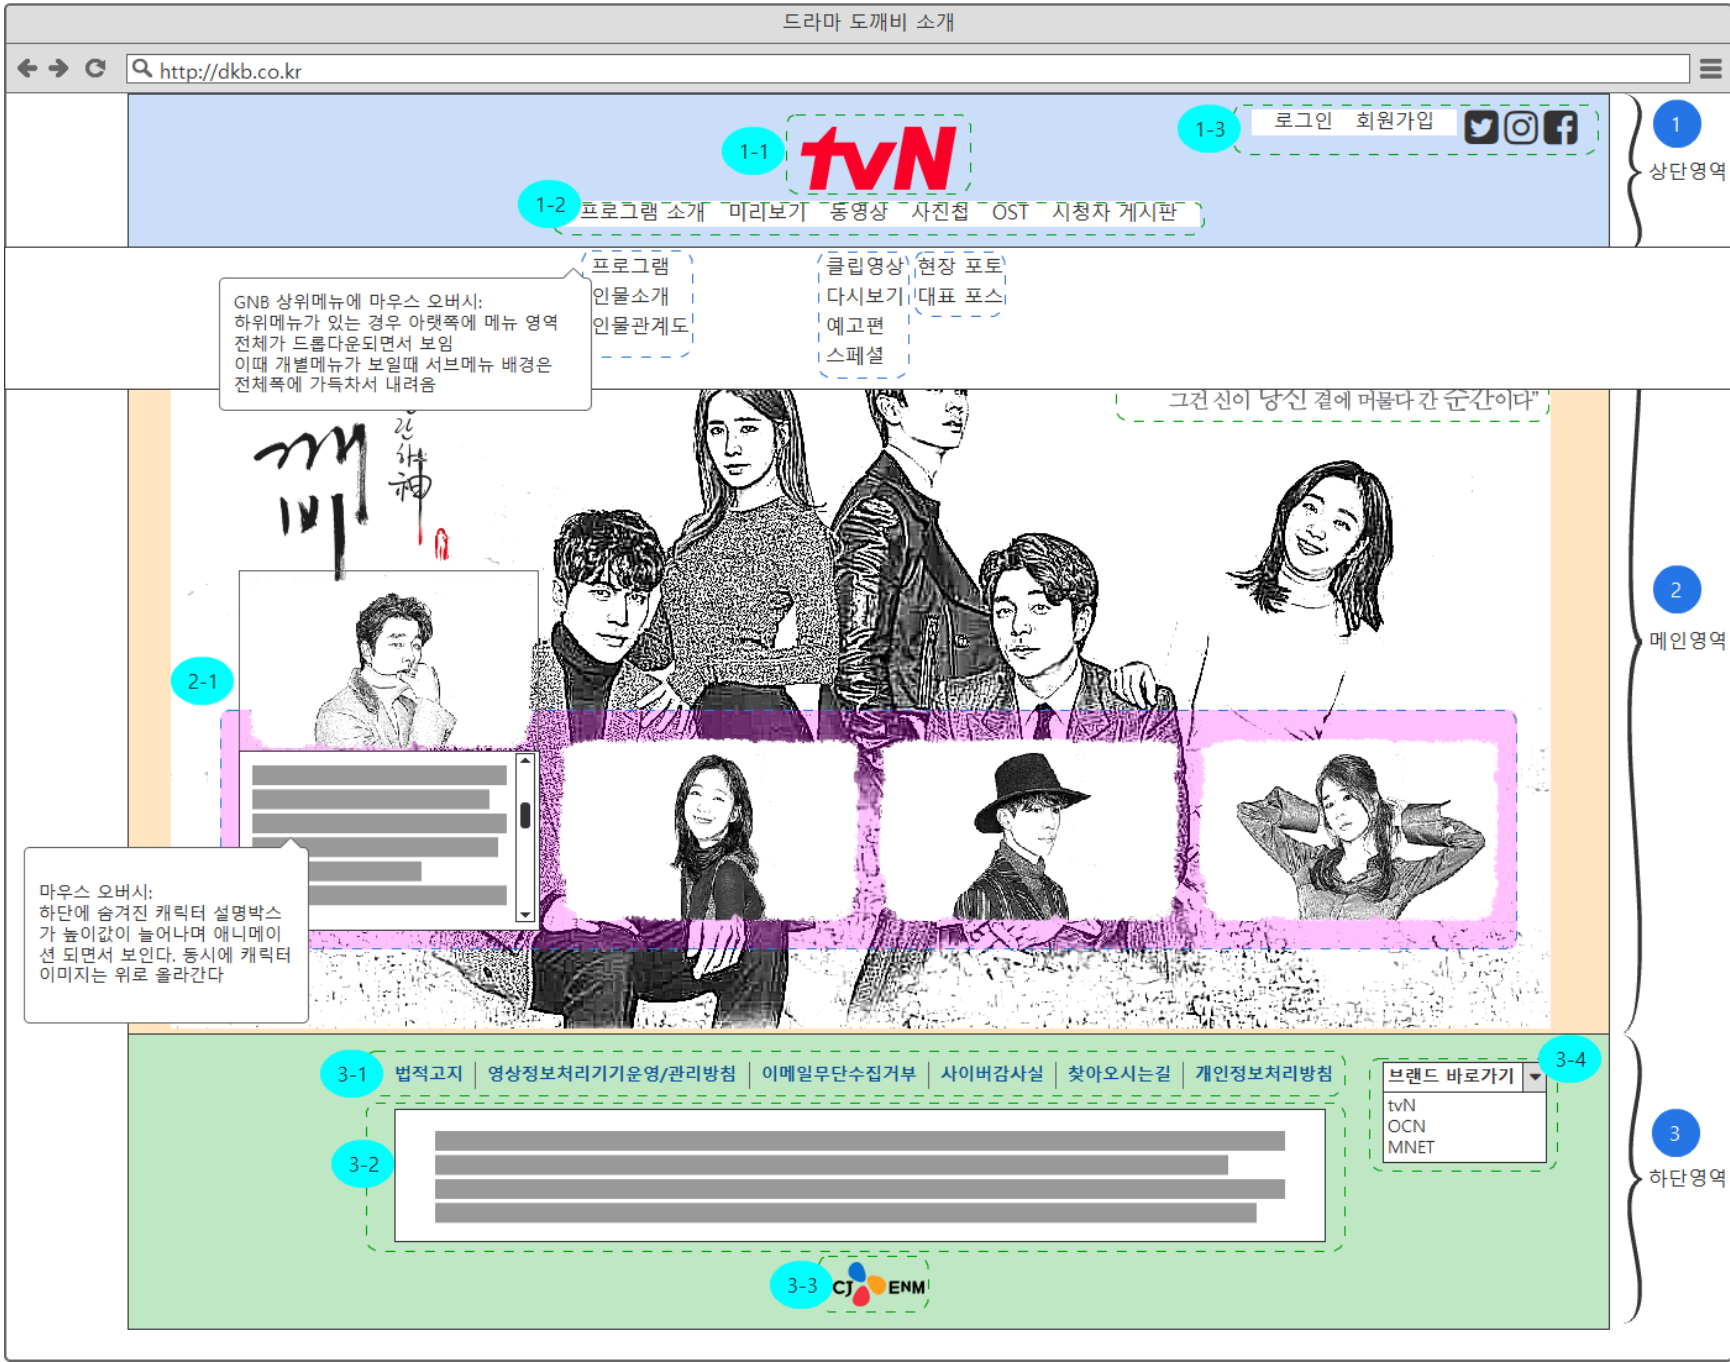 드라마 도깨비 소개
http://dkb.co.kr
1-1
tvN
1-3
로그인 회원가입
1
상단영역
1-2
프로그램 소개 미리보기 동영상 사진첩 OST 시청자 게시판
프로그램
인물소개
인물관계도
클립영상
다시보기
예고편
스페셜
현장 포토
대표 포스
GNB 상위메뉴에 마우스 오버시:
하위메뉴가 있는 경우 아랫쪽에 메뉴 영역
전체가 드롭다운되면서 보임
이때 개별메뉴가 보일때 서브메뉴 배경은
전체폭에 가득차서 내려옴
그건 신이 당신 곁에 머물다 간 순간이다”
깨비
란하神
2
메인영역
2-1
마우스 오버시:
하단에 숨겨진 캐릭터 설명박스
가 높이값이 늘어나며 애니메이
션 되면서 보인다. 동시에 캐릭터
이미지는 위로 올라간다
3-1
법적고지 영상정보처리기기운영/관리방침 이메일무단수집거부 사이버감사실 찾아오시는길 개인정보처리방침
3-4
브랜드 바로가기
tvN
OCN
MNET
3-2
3
하단영역
3-3
CJ ENM